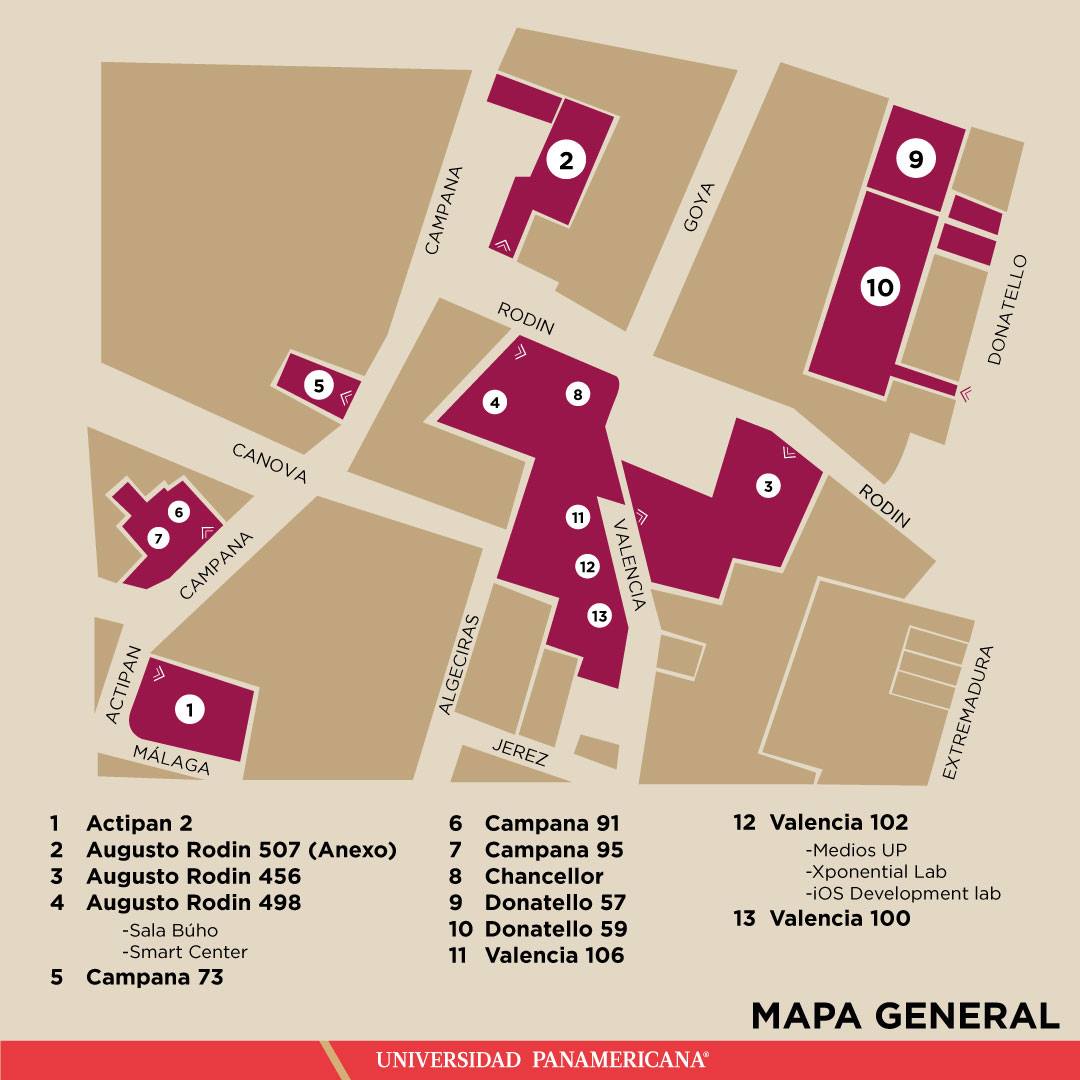 2
9
CAMPANA
GOYA
10
DONATELLO
RODIN
5
4
8
CANOVA
3
RODIN
6
7
11
VALENCIA
12
CAMPANA
13
ALGECIRAS
EXTREMADURA
ACTIPAN
1
MÁLAGA
JEREZ
1 Actipan 2
2 Augusto Rodin 507 (Anexo)
3 Augusto Rodin 456
4 Augusto Rodin 498
-Sala Búho
-Smart Center
5 Campana 73
6 Campana 91
7 Campana 95
8 Chancellor
9 Donatello 57
10 Donatello 59
11 Valencia 106
12 Valencia 102
-Medios UP
-Xponential Lab
-iOS Development lab
13 Valencia 100
MAPA GENERAL
UNIVERSIDAD PANAMERICANA®